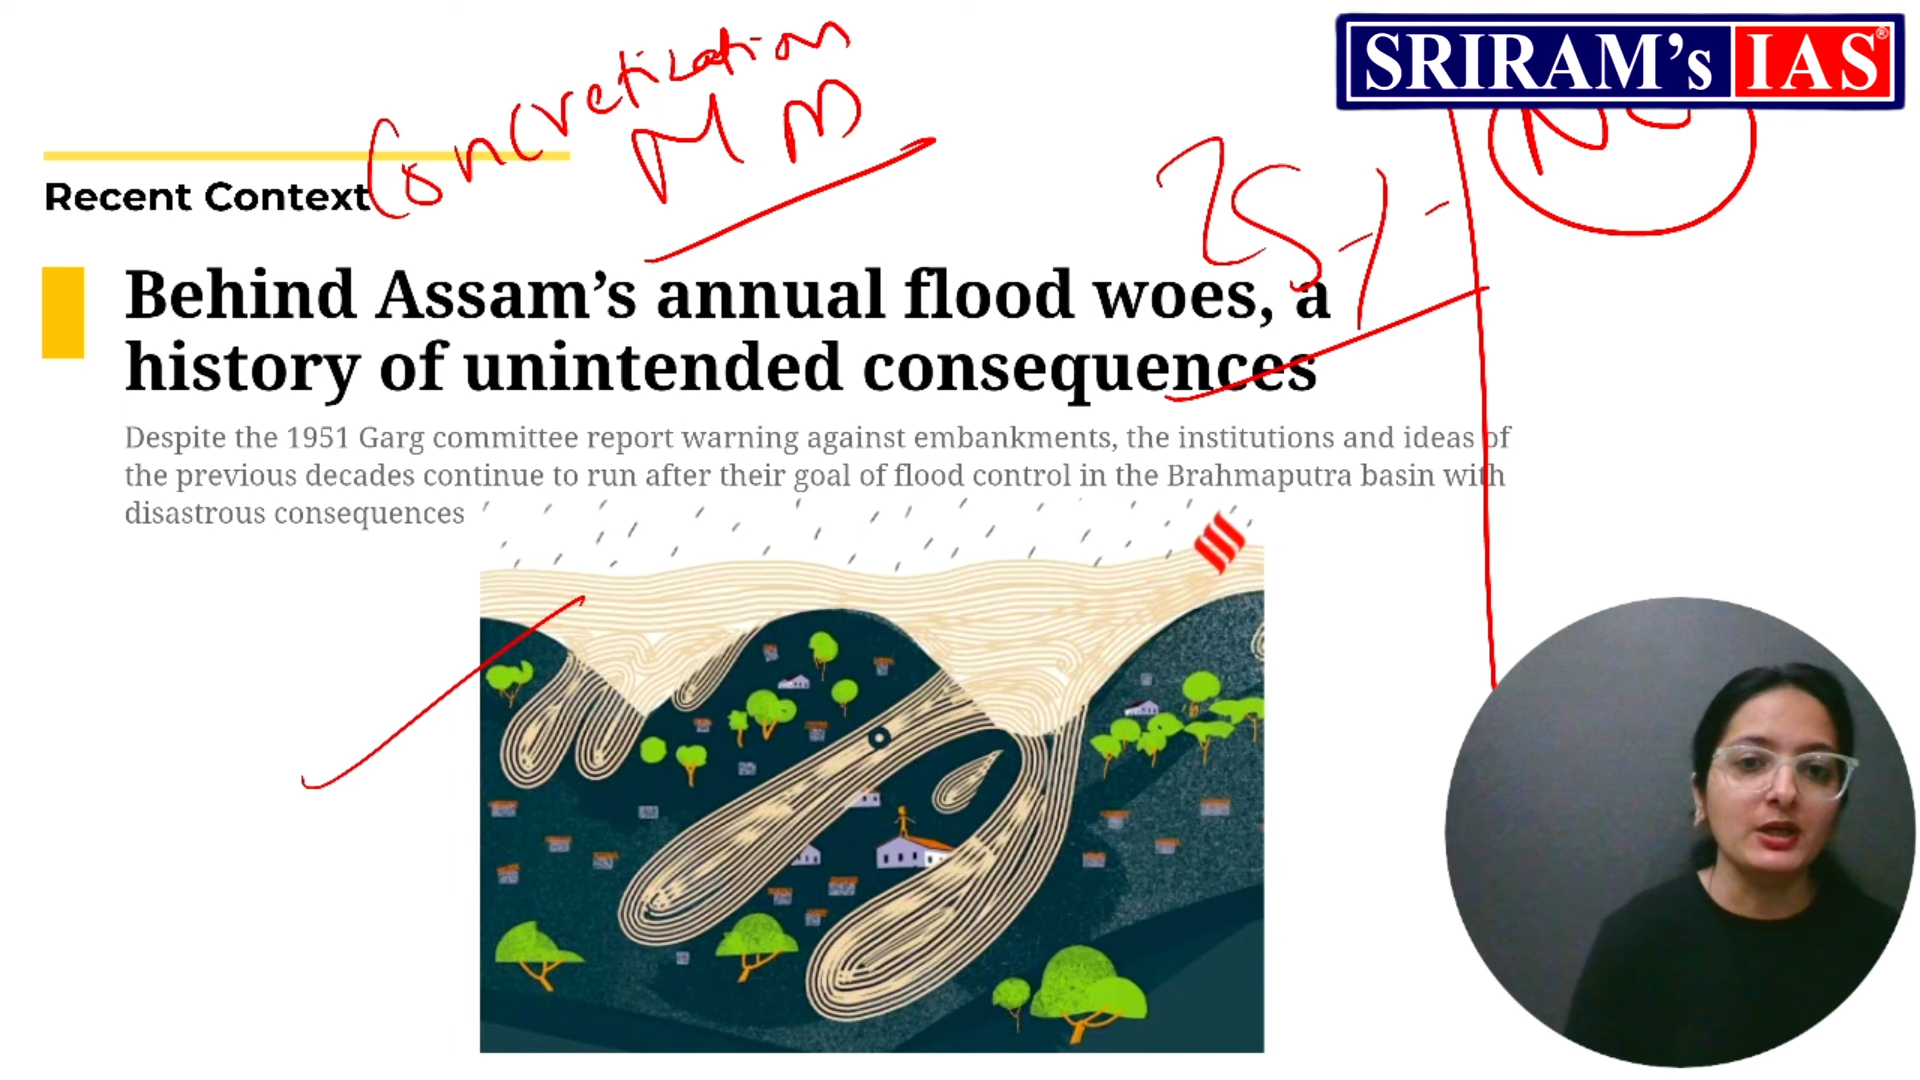 SRIRAM's IAS®
Concretization
25%
Recent Context
Behind Assam's annual flood woes, a
history of unintended consequences
Despite the 1951 Garg committee report warning against embankments, the institutions and ideas of
the previous decades continue to run after their goal of flood control in the Brahmaputra basin with
disastrous consequences